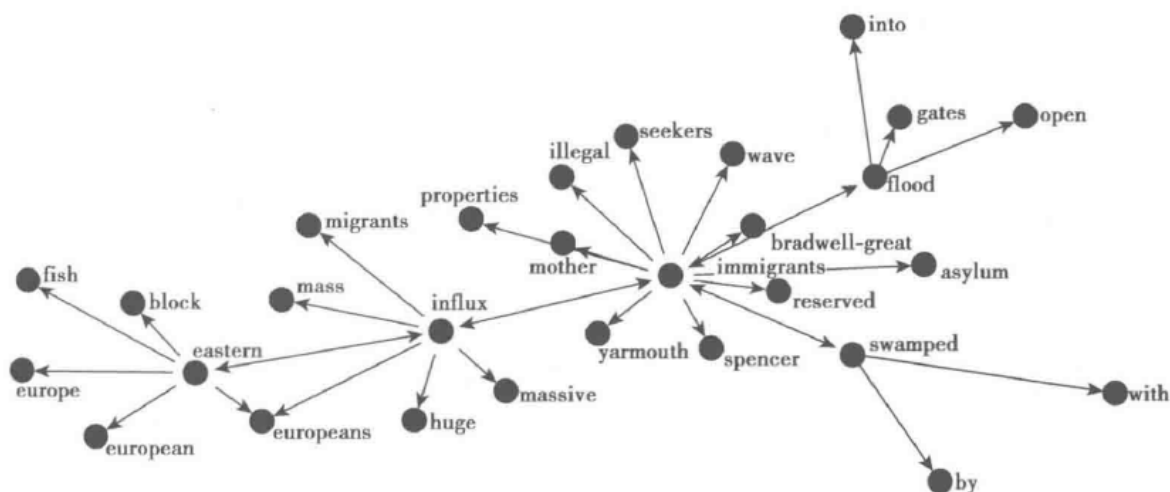 into
gates
open
seekers
illegal
wave
flood
properties
migrants
bradwell-great
mother
immigrants
asylum
fish
mass
block
influx
reserved
eastern
yarmouth
spencer
swamped
europe
massive
with
huge
europeans
european
by